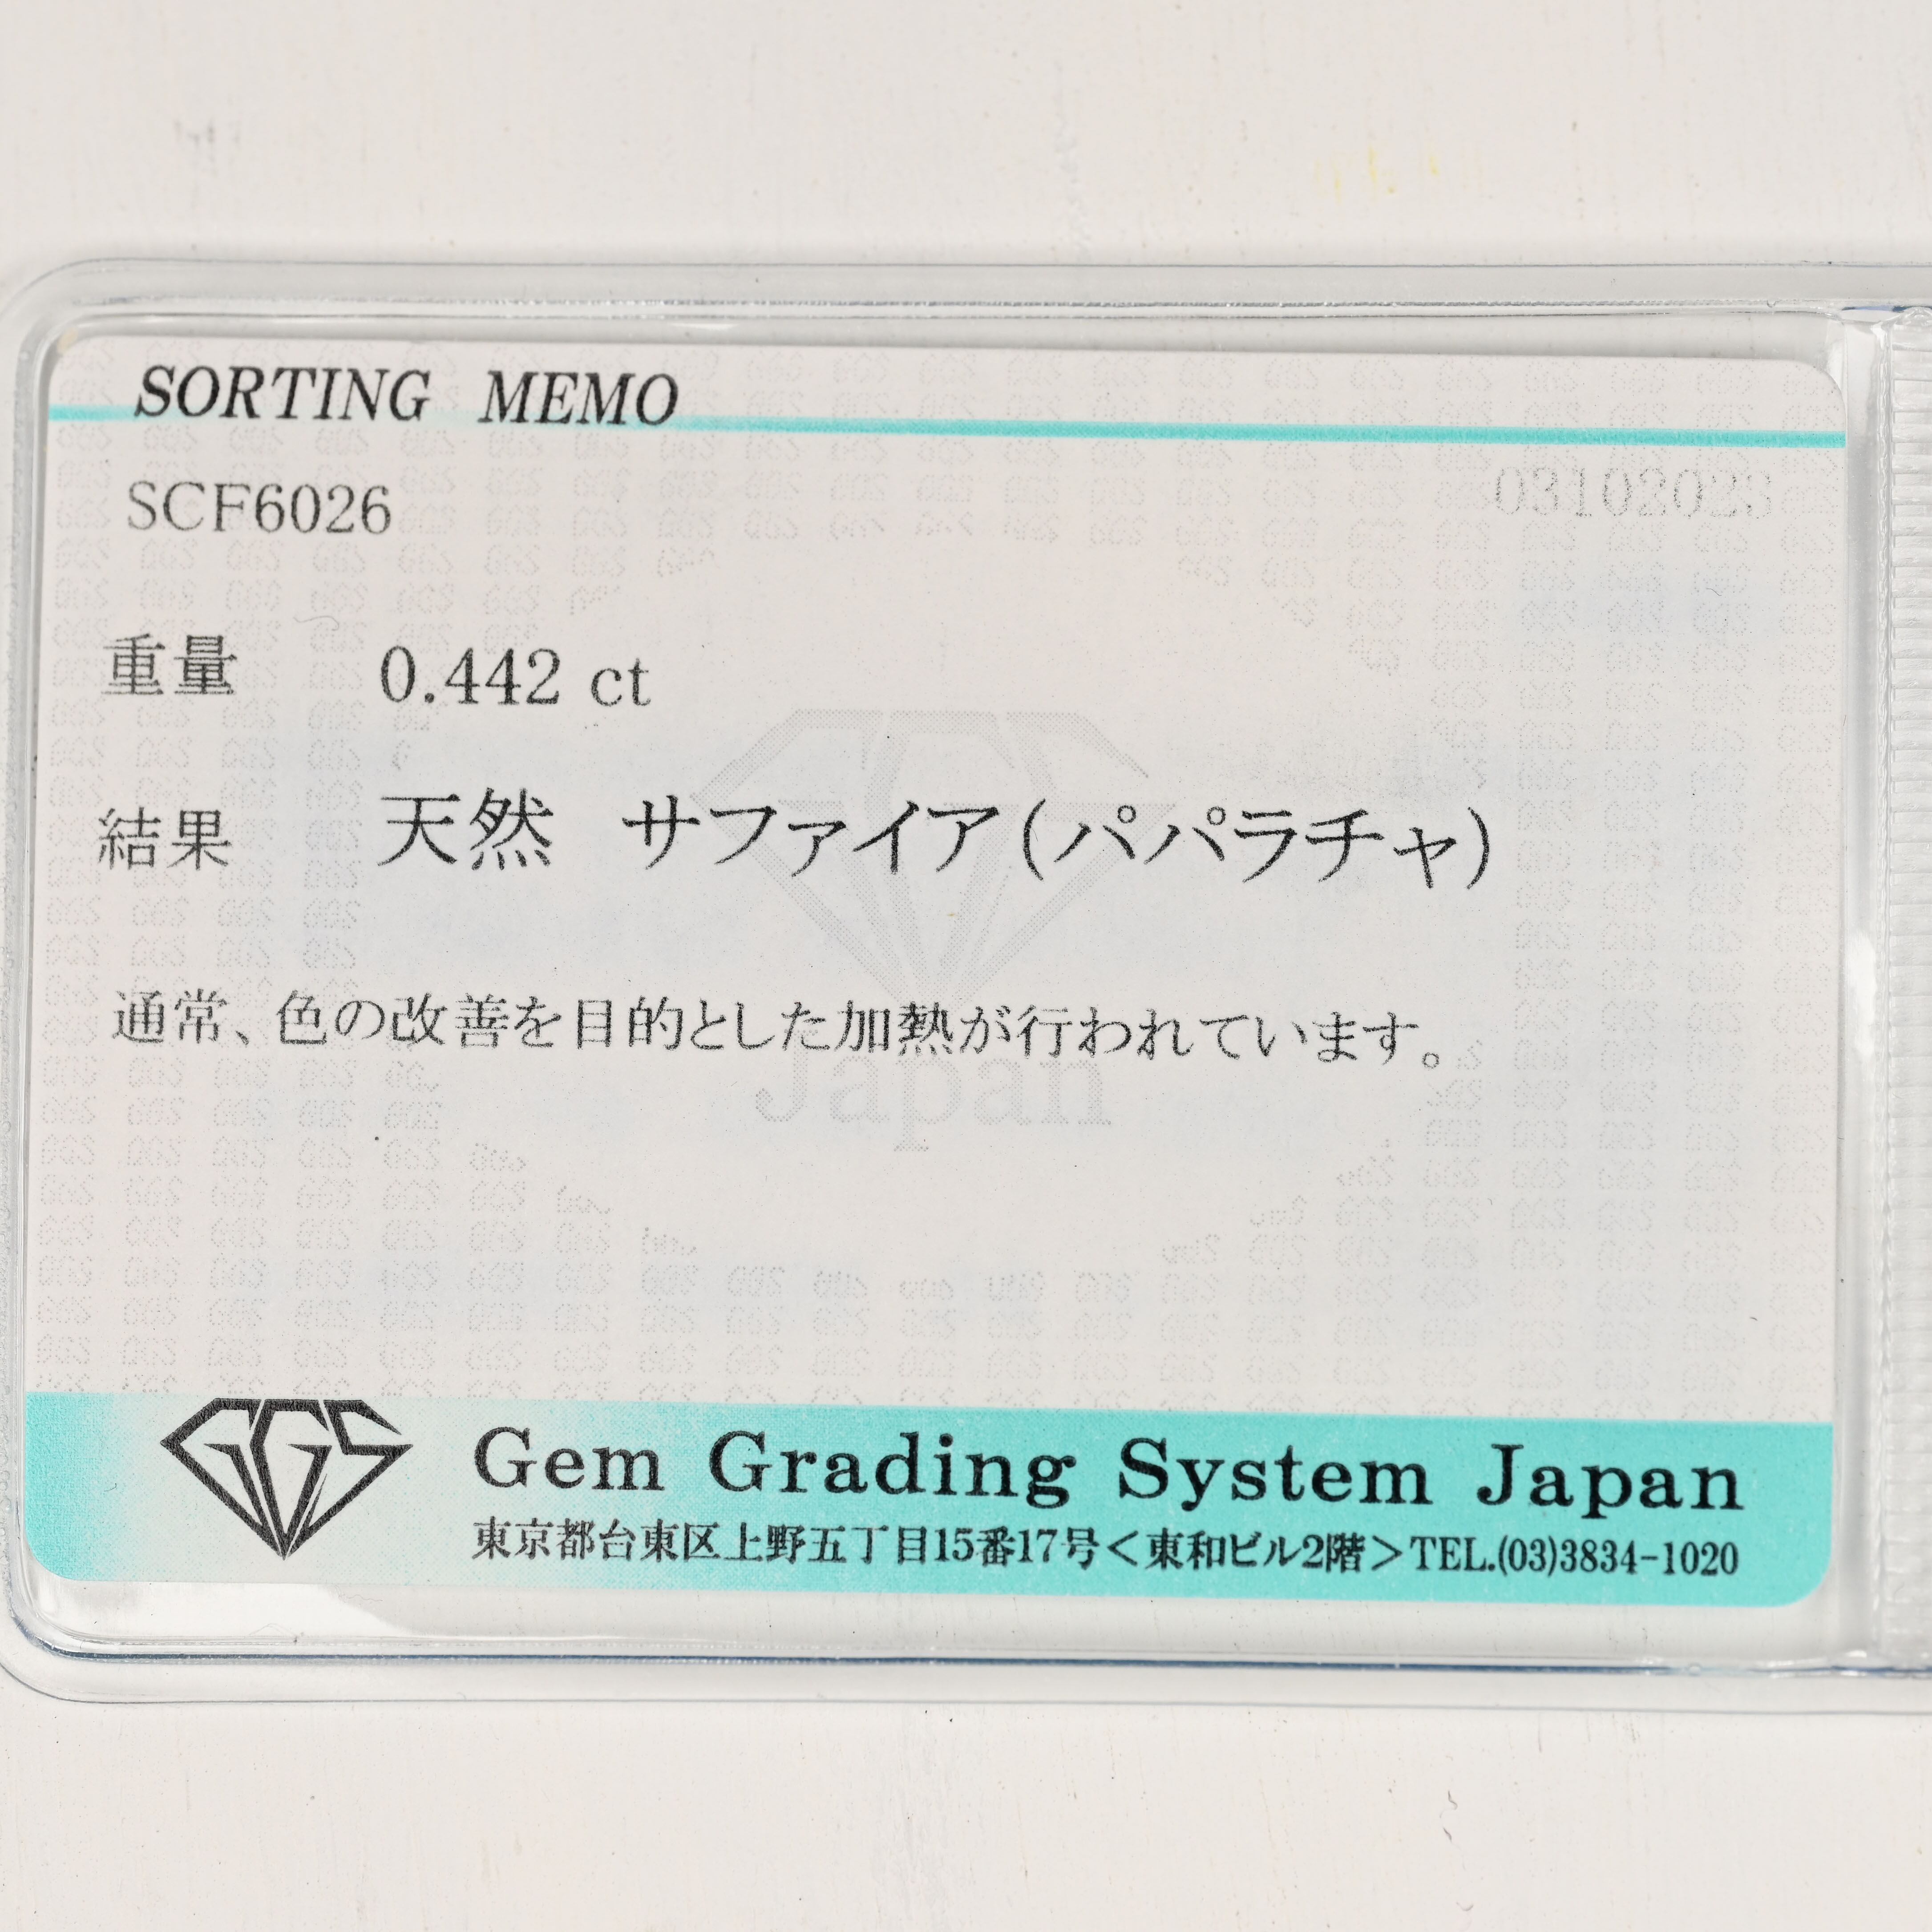 SORTING MEMO
SCF6026
03102023
重量 0.442 ct
結果 天然 サファイア(パパラチャ)
通常、色の改善を目的とした加熱が行われています。
Japan
GGS Gem Grading System Japan
東京都台東区上野五丁目15番17号<東和ビル2階>TEL.(03)3834-1020